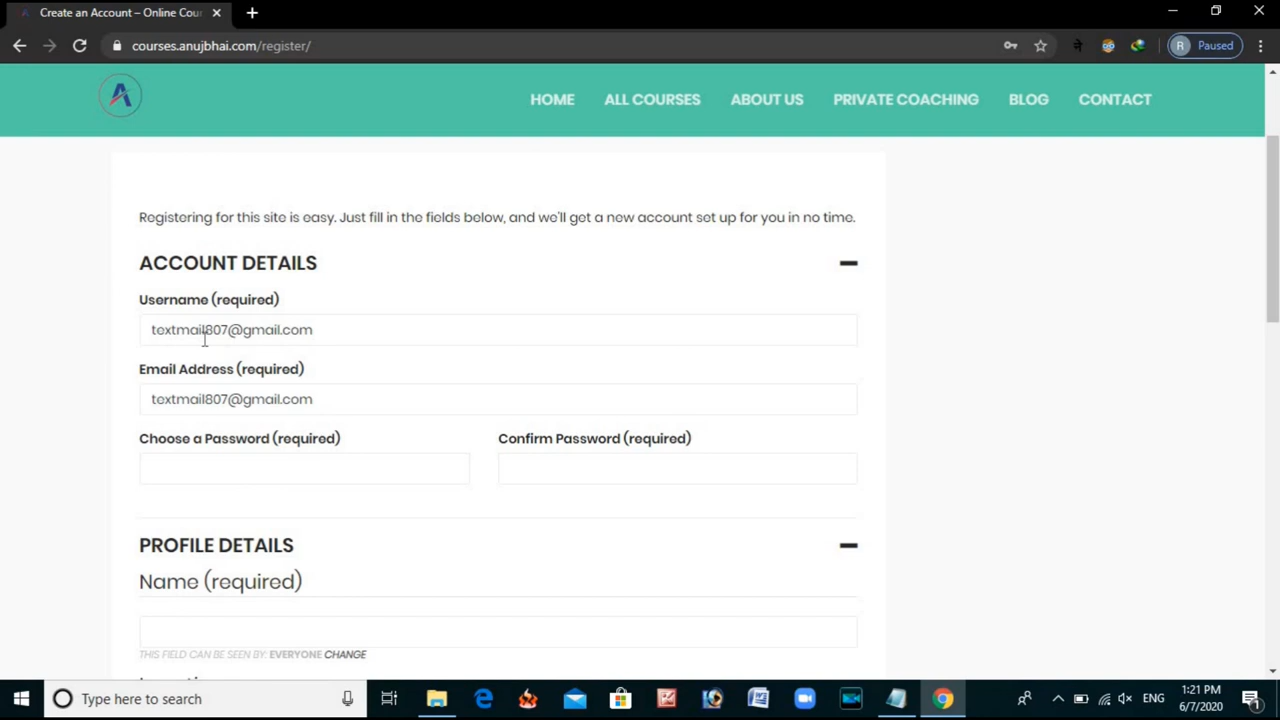 Create an Account – Online Cou
courses.anujbhai.com/register/
R Paused
HOME ALL COURSES ABOUT US PRIVATE COACHING BLOG CONTACT
Registering for this site is easy. Just fill in the fields below, and we'll get a new account set up for you in no time.
ACCOUNT DETAILS
Username (required)
textmail807@gmail.com
Email Address (required)
textmail807@gmail.com
Choose a Password (required) Confirm Password (required)
PROFILE DETAILS
Name (required)
THIS FIELD CAN BE SEEN BY: EVERYONE CHANGE
Type here to search
ENG
1:21 PM
6/7/2020